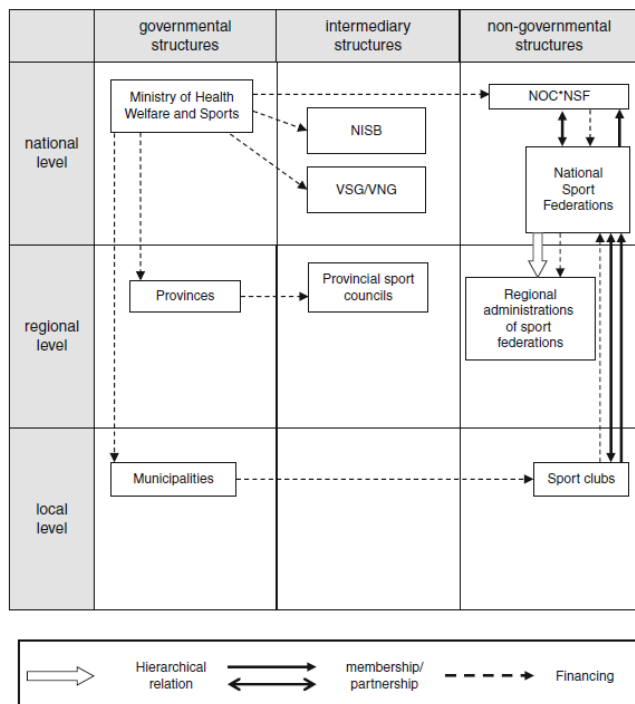 governmental
structures
intermediary
structures
non-governmental
structures
national
level
Ministry of Health
Welfare and Sports
NISB
VSG/VNG
NOC*NSF
National
Sport
Federations
regional
level
Provinces
Provincial sport
councils
Regional
administrations
of sport
federations
local
level
Municipalities
Sport clubs
Hierarchical
relation
membership/
partnership
Financing